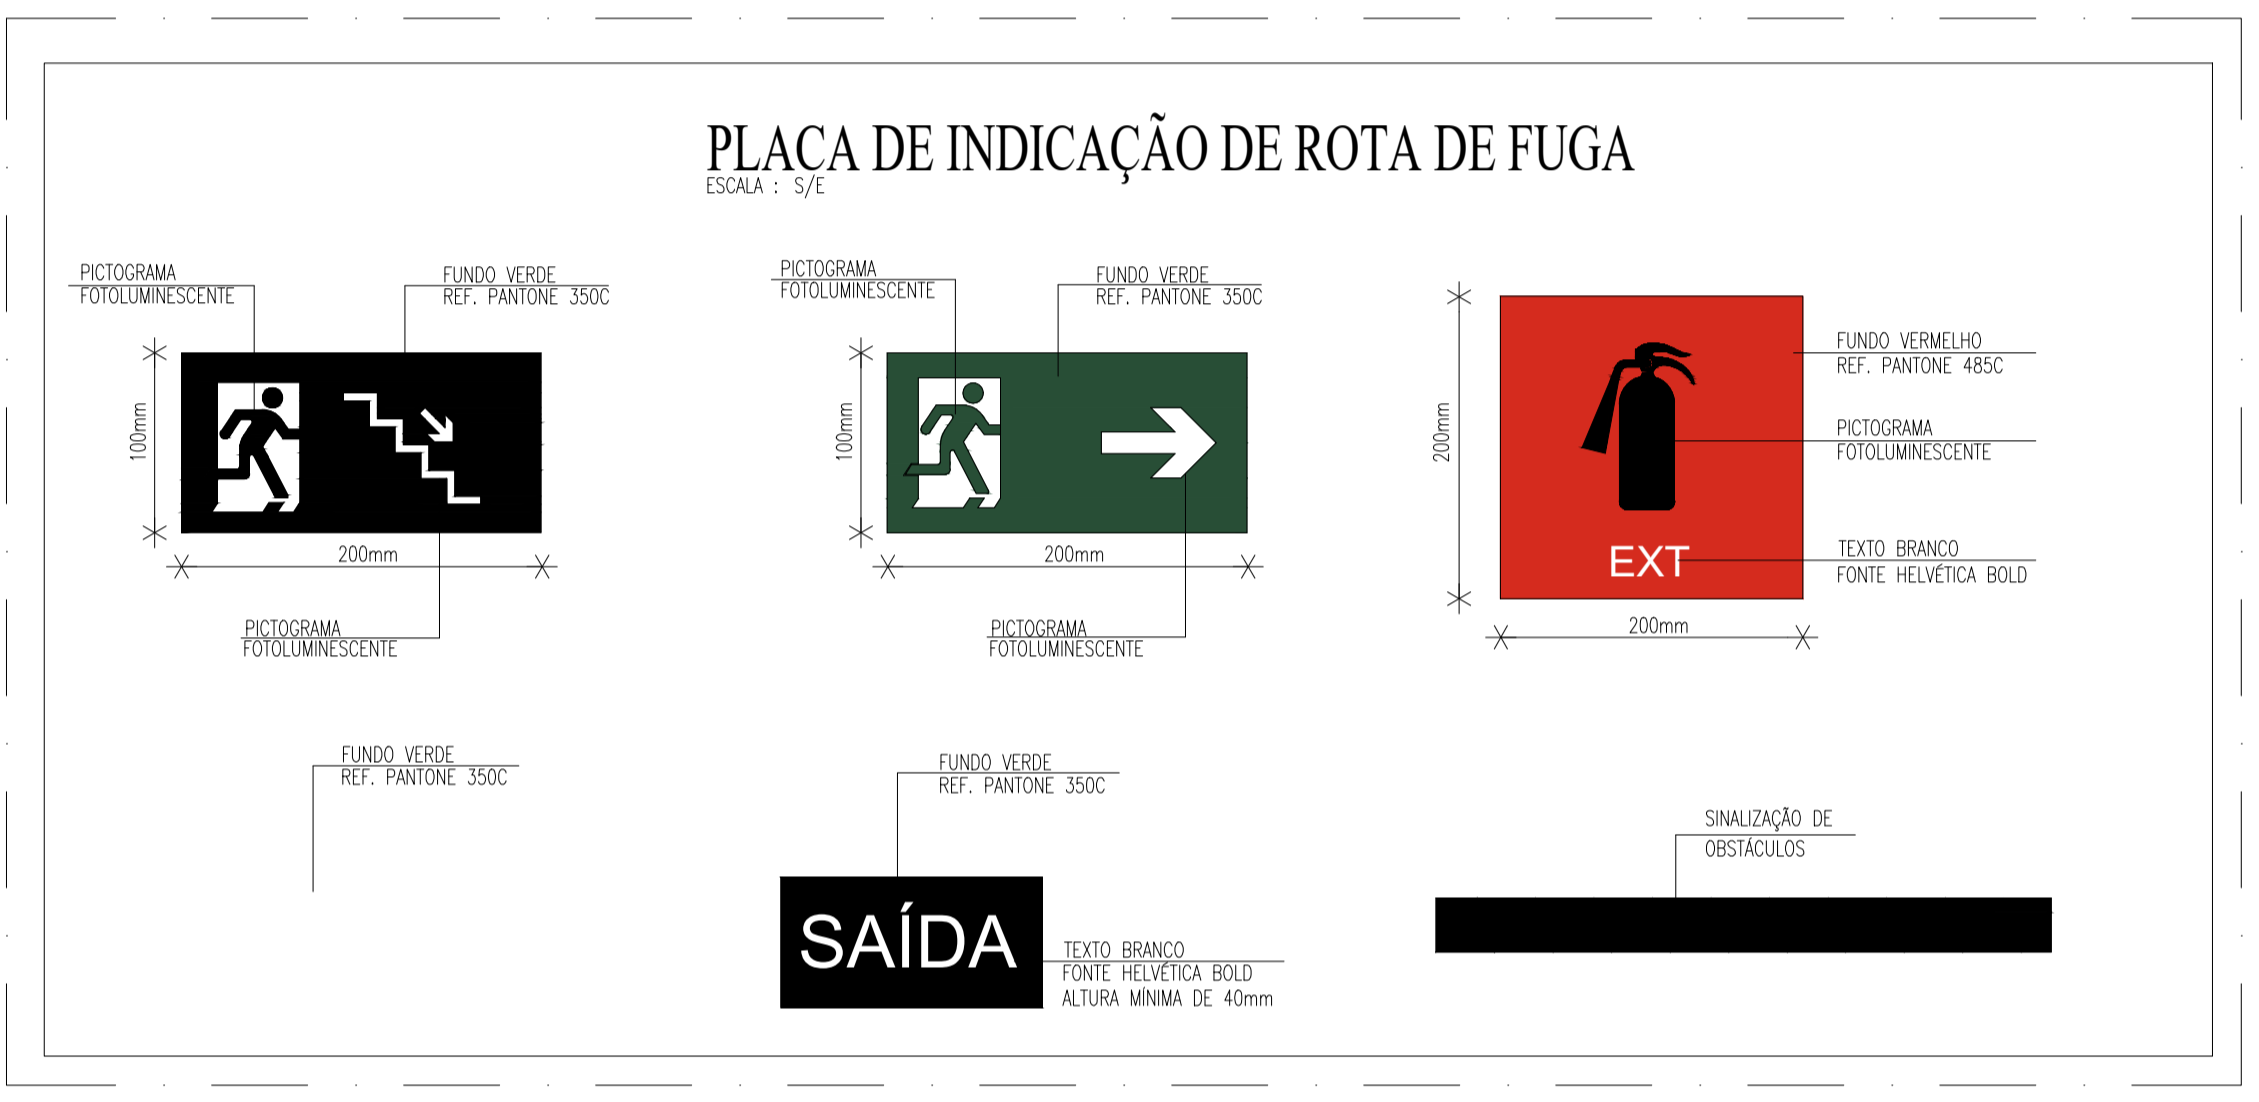 PLACA DE INDICAÇÃO DE ROTA DE FUGA
ESCALA : S/E
PICTOGRAMA
FOTOLUMINESCENTE
FUNDO VERDE
REF. PANTONE 350C
100mm
200mm
PICTOGRAMA
FOTOLUMINESCENTE
PICTOGRAMA
FOTOLUMINESCENTE
FUNDO VERDE
REF. PANTONE 350C
100mm
200mm
PICTOGRAMA
FOTOLUMINESCENTE
200mm
EXT
200mm
FUNDO VERMELHO
REF. PANTONE 485C
PICTOGRAMA
FOTOLUMINESCENTE
TEXTO BRANCO
FONTE HELVÉTICA BOLD
FUNDO VERDE
REF. PANTONE 350C
FUNDO VERDE
REF. PANTONE 350C
SAÍDA
TEXTO BRANCO
FONTE HELVÉTICA BOLD
ALTURA MÍNIMA DE 40mm
SINALIZAÇÃO DE
OBSTÁCULOS